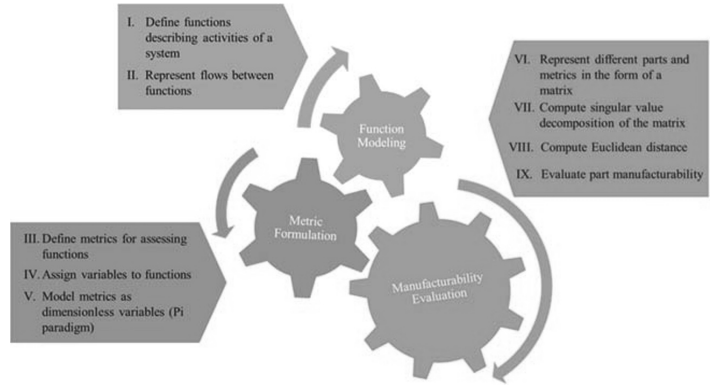 I. Define functions
describing activities of a
system
II. Represent flows between
functions
VI. Represent different parts and
metrics in the form of a
matrix
VII. Compute singular value
decomposition of the matrix
VIII. Compute Euclidean distance
IX. Evaluate part manufacturability
Function
Modeling
Metric
Formulation
III. Define metrics for assessing
functions
IV. Assign variables to functions
V. Model metrics as
dimensionless variables (Pi
paradigm)
Manufacturability
Evaluation